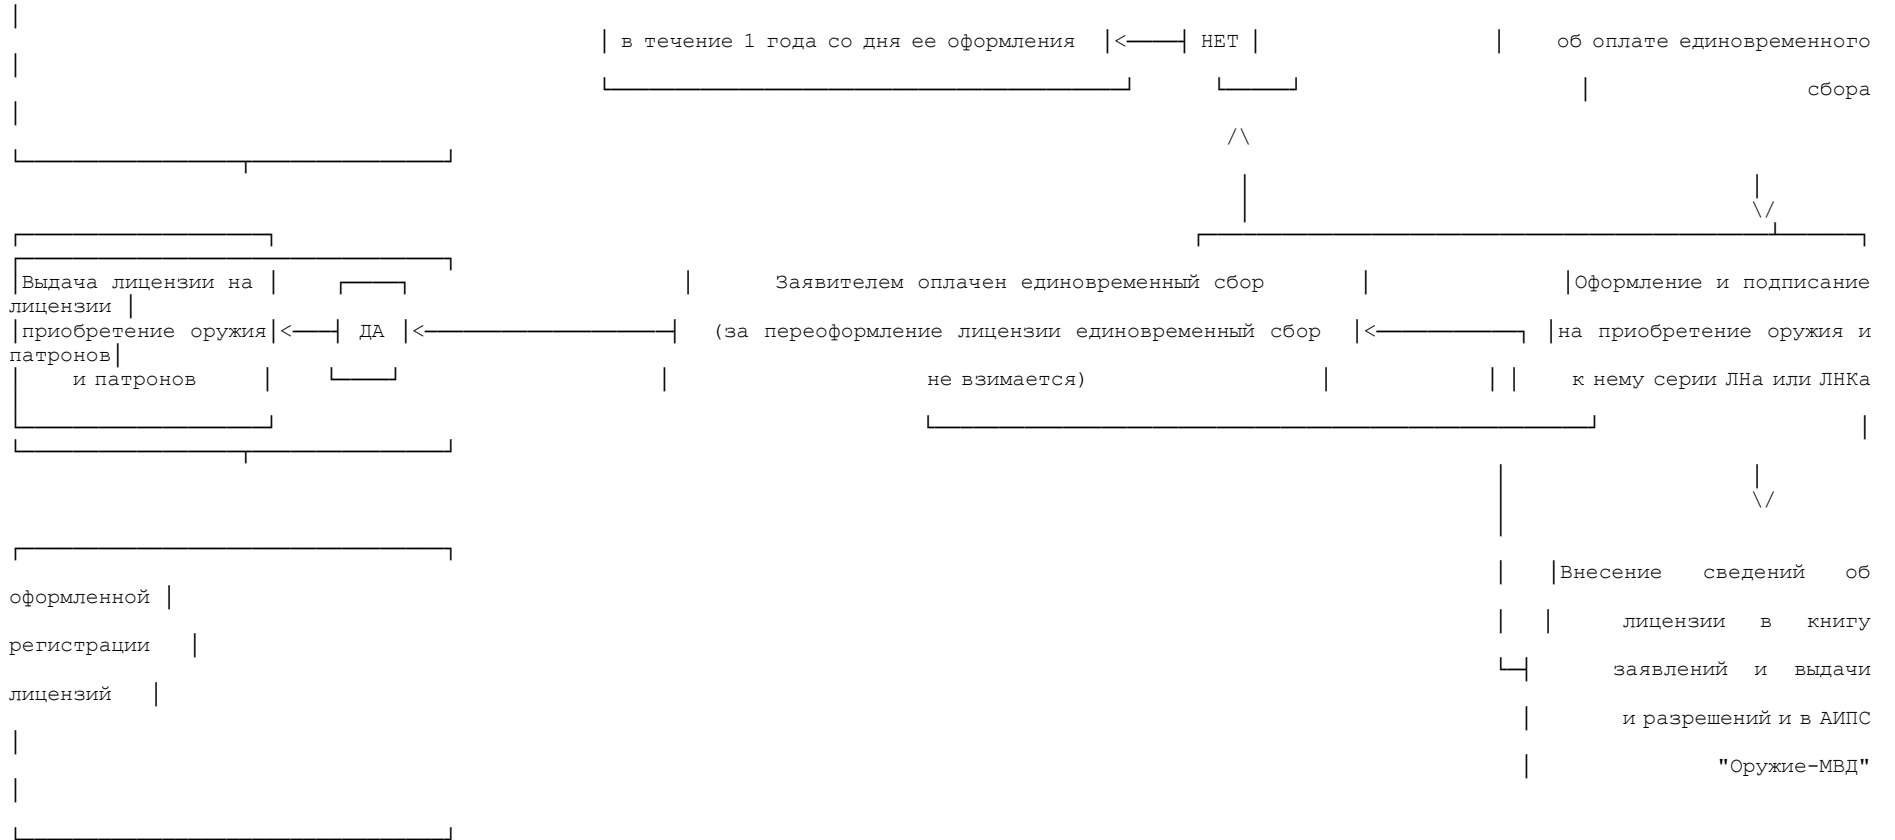 в течение 1 года со дня ее оформления НЕТ об оплате единовременного
сбора
Выдача лицензии на Заявителем оплачен единовременный сбор Оформление и подписание
лицензии
приобретение оружия ДА (за переоформление лицензии единовременный сбор на приобретение оружия и
патронов
и патронов не взимается) к нему серии ЛНа или ЛНКа
Внесение сведений об
оформленной
лицензии в книгу
регистрации
заявлений и выдачи
лицензий
и разрешений и в АИПС
"Оружие-МВД"